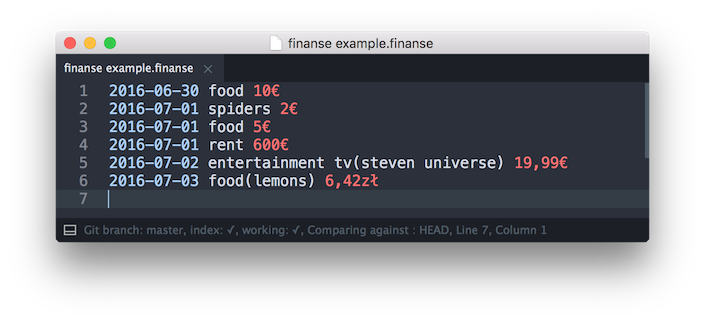 finanse example.finanse
finanse example.finanse ×
1 2016-06-30 food 10€
2 2016-07-01 spiders 2€
3 2016-07-01 food 5€
4 2016-07-01 rent 600€
5 2016-07-02 entertainment tv(steven universe) 19,99€
6 2016-07-03 food(lemons) 6,42zł
7
Git branch: master, index: ✓, working: ✓, Comparing against : HEAD, Line 7, Column 1